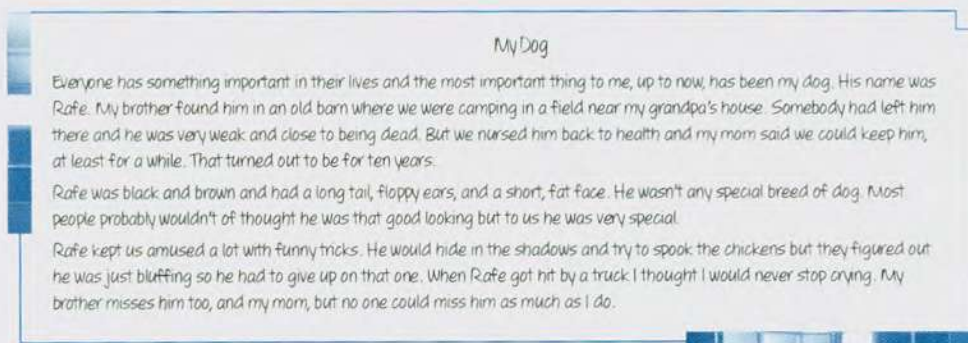 My Dog
Everyone has something important in their lives and the most important thing to me, up to now, has been my dog. His name was
Rafe. My brother found him in an old barn where we were camping in a field near my grandpa's house. Somebody had left him
there and he was very weak and close to being dead. But we nursed him back to health and my mom said we could keep him,
at least for a while. That turned out to be for ten years.
Rafe was black and brown and had a long tail, floppy ears, and a short, fat face. He wasn't any special breed of dog. Most
people probably wouldn't of thought he was that good looking but to us he was very special.
Rafe kept us amused a lot with funny tricks. He would hide in the shadows and try to spook the chickens but they figured out
he was just bluffing so he had to give up on that one. When Rafe got hit by a truck I thought I would never stop crying. My
brother misses him too, and my mom, but no one could miss him as much as I do.